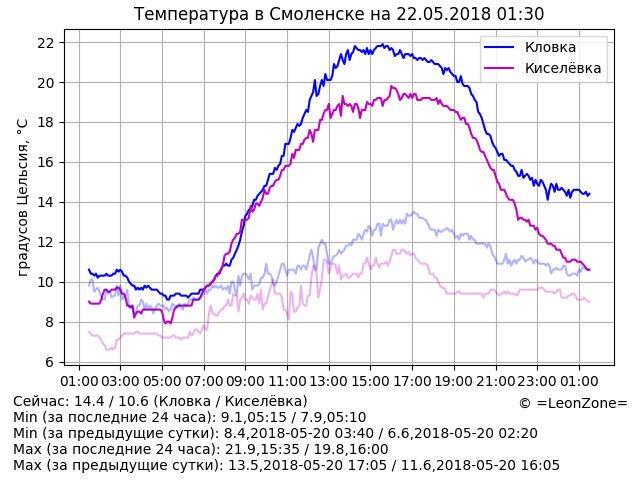 Температура в Смоленске на 22.05.2018 01:30
Кловка
Киселёвка
градусов Цельсия, °C
22
20
18
16
14
12
10
8
6
01:00 03:00 05:00 07:00 09:00 11:00 13:00 15:00 17:00 19:00 21:00 23:00 01:00
Сейчас: 14.4 / 10.6 (Кловка / Киселёвка)
© =LeonZone=
Min (за последние 24 часа): 9.1,05:15 / 7.9,05:10
Min (за предыдущие сутки): 8.4,2018-05-20 03:40 / 6.6,2018-05-20 02:20
Max (за последние 24 часа): 21.9,15:35 / 19.8,16:00
Max (за предыдущие сутки): 13.5,2018-05-20 17:05 / 11.6,2018-05-20 16:05